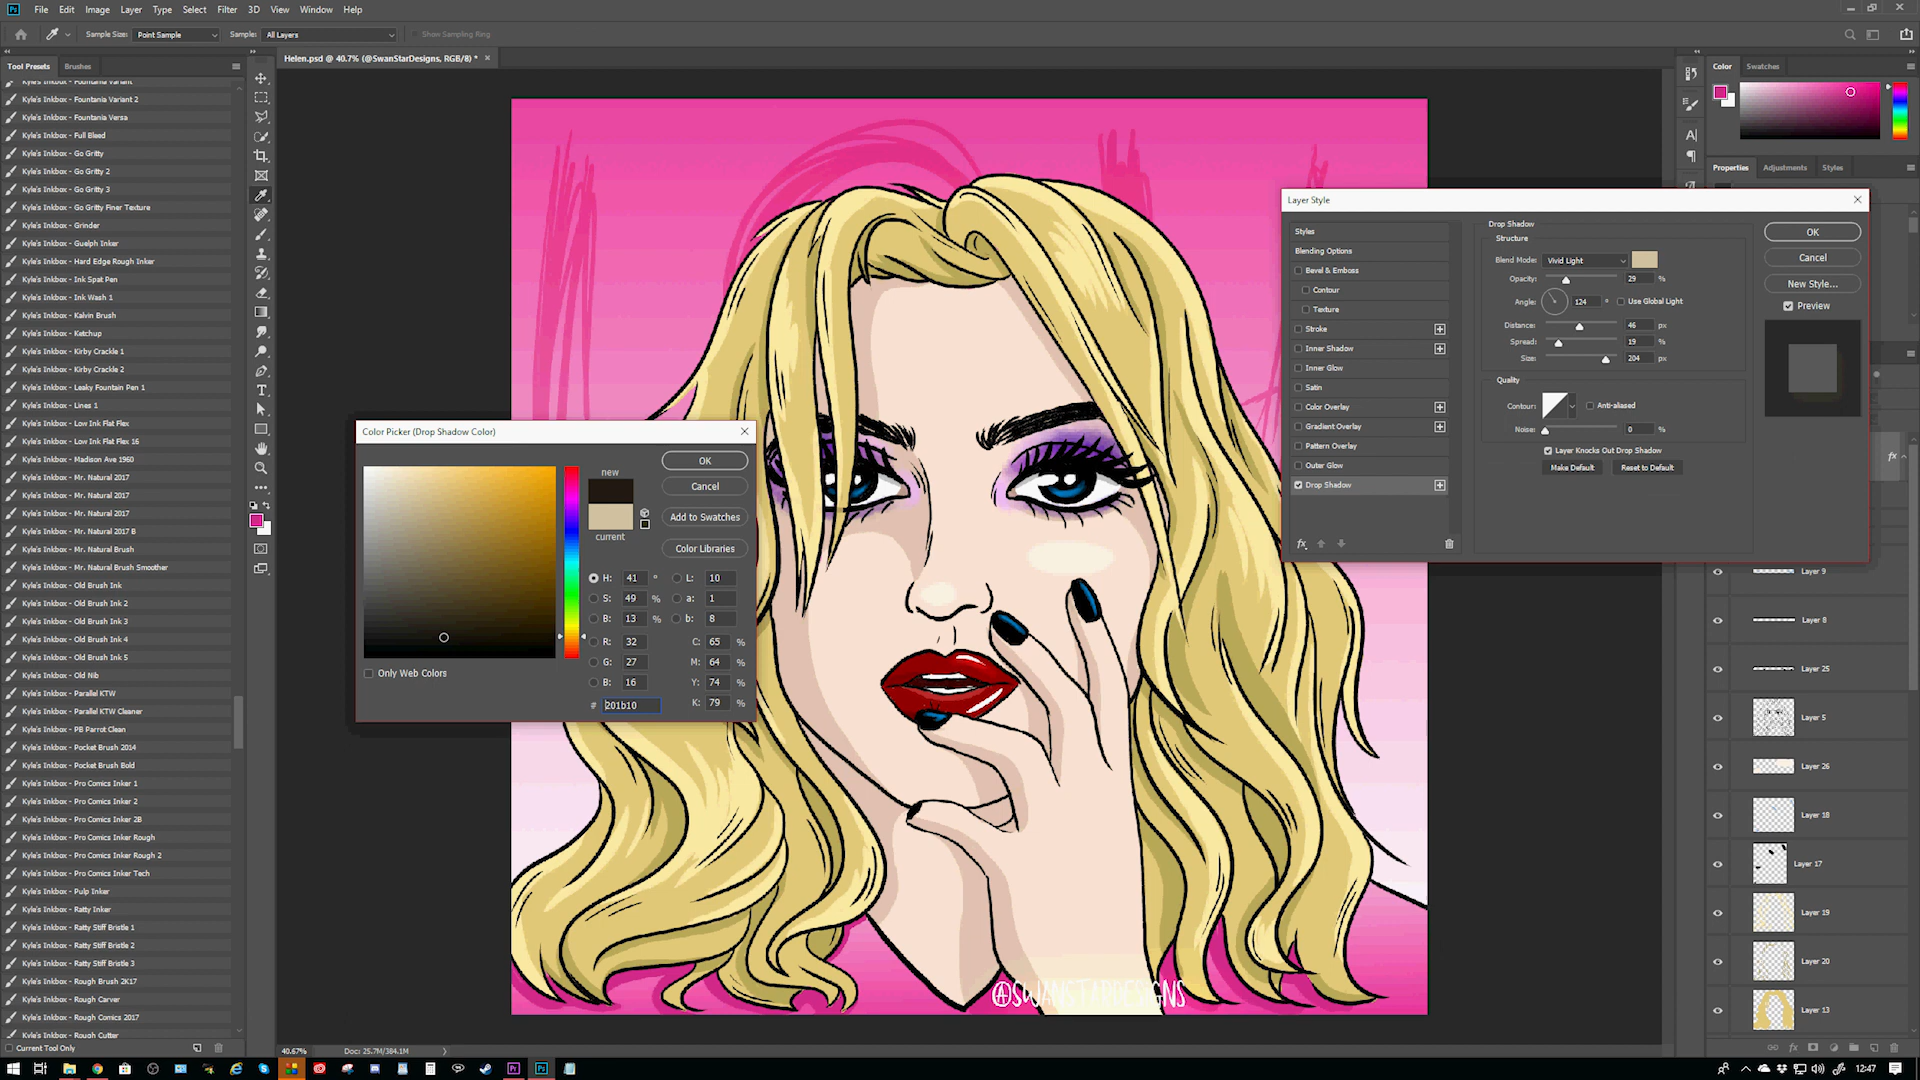 Ps File Edit Image Layer Type Select Filter 3D View Window Help
Sample Size: Point Sample Sample: All Layers Show Sampling Ring
Helen.psd @ 40.7% (@SwanStarDesigns, RGB/8) * ×
Tool Presets Brushes
Kyle's Inkbox - Fountania Variant
Kyle's Inkbox - Fountania Variant 2
Kyle's Inkbox - Fountania Versa
Kyle's Inkbox - Full Bleed
Kyle's Inkbox - Go Gritty
Kyle's Inkbox - Go Gritty 2
Kyle's Inkbox - Go Gritty 3
Kyle's Inkbox - Go Gritty Finer Texture
Kyle's Inkbox - Grinder
Kyle's Inkbox - Guelph Inker
Kyle's Inkbox - Hard Edge Rough Inker
Kyle's Inkbox - Ink Spat Pen
Kyle's Inkbox - Ink Wash 1
Kyle's Inkbox - Kalvin Brush
Kyle's Inkbox - Ketchup
Kyle's Inkbox - Kirby Crackle 1
Kyle's Inkbox - Kirby Crackle 2
Kyle's Inkbox - Leaky Fountain Pen 1
Kyle's Inkbox - Lines 1
Kyle's Inkbox - Low Ink Flat Flex
Kyle's Inkbox - Low Ink Flat Flex 16
Kyle's Inkbox - Madison Ave 1960
Kyle's Inkbox - Mr. Natural 2017
Kyle's Inkbox - Mr. Natural 2017
Kyle's Inkbox - Mr. Natural 2017
Kyle's Inkbox - Mr. Natural 2017 B
Kyle's Inkbox - Mr. Natural Brush
Kyle's Inkbox - Mr. Natural Brush Smoother
Kyle's Inkbox - Old Brush Ink
Kyle's Inkbox - Old Brush Ink 2
Kyle's Inkbox - Old Brush Ink 3
Kyle's Inkbox - Old Brush Ink 4
Kyle's Inkbox - Old Brush Ink 5
Kyle's Inkbox - Old Nib
Kyle's Inkbox - Parallel KTW
Kyle's Inkbox - Parallel KTW Cleaner
Kyle's Inkbox - PB Parrot Clean
Kyle's Inkbox - Pocket Brush 2014
Kyle's Inkbox - Pocket Brush Bold
Kyle's Inkbox - Pro Comics Inker 1
Kyle's Inkbox - Pro Comics Inker 2
Kyle's Inkbox - Pro Comics Inker 2B
Kyle's Inkbox - Pro Comics Inker Rough
Kyle's Inkbox - Pro Comics Inker Rough 2
Kyle's Inkbox - Pro Comics Inker Tech
Kyle's Inkbox - Pulp Inker
Kyle's Inkbox - Ratty Inker
Kyle's Inkbox - Ratty Stiff Bristle 1
Kyle's Inkbox - Ratty Stiff Bristle 2
Kyle's Inkbox - Ratty Stiff Bristle 3
Kyle's Inkbox - Rough Brush 2K17
Kyle's Inkbox - Rough Carver
Kyle's Inkbox - Rough Comics 2017
Kyle's Inkbox - Rough Cutter
Current Tool Only
Color Picker (Drop Shadow Color)
new
current
OK
Cancel
Add to Swatches
Color Libraries
H: 41 ° L: 10
S: 49 % a: 1
B: 13 % b: 8
R: 32 C: 65 %
G: 27 M: 64 %
B: 16 Y: 74 %
# 201b10 K: 79 %
Only Web Colors
@SWANSTARDESIGNS
Layer Style
Styles
Blending Options
Bevel & Emboss
Contour
Texture
Stroke
Inner Shadow
Inner Glow
Satin
Color Overlay
Gradient Overlay
Pattern Overlay
Outer Glow
Drop Shadow
fx
Drop Shadow
Structure
Blend Mode: Vivid Light
Opacity: 29 %
Angle: 124 ° Use Global Light
Distance: 46 px
Spread: 19 %
Size: 204 px
Quality
Contour: Anti-aliased
Noise: 0 %
Layer Knocks Out Drop Shadow
Make Default Reset to Default
OK
Cancel
New Style...
Preview
Color Swatches
Properties Adjustments Styles
fx
Layer 9
Layer 8
Layer 25
Layer 5
Layer 26
Layer 18
Layer 17
Layer 19
Layer 20
Layer 13
40.67% Doc: 25.7M/384.1M
12:47